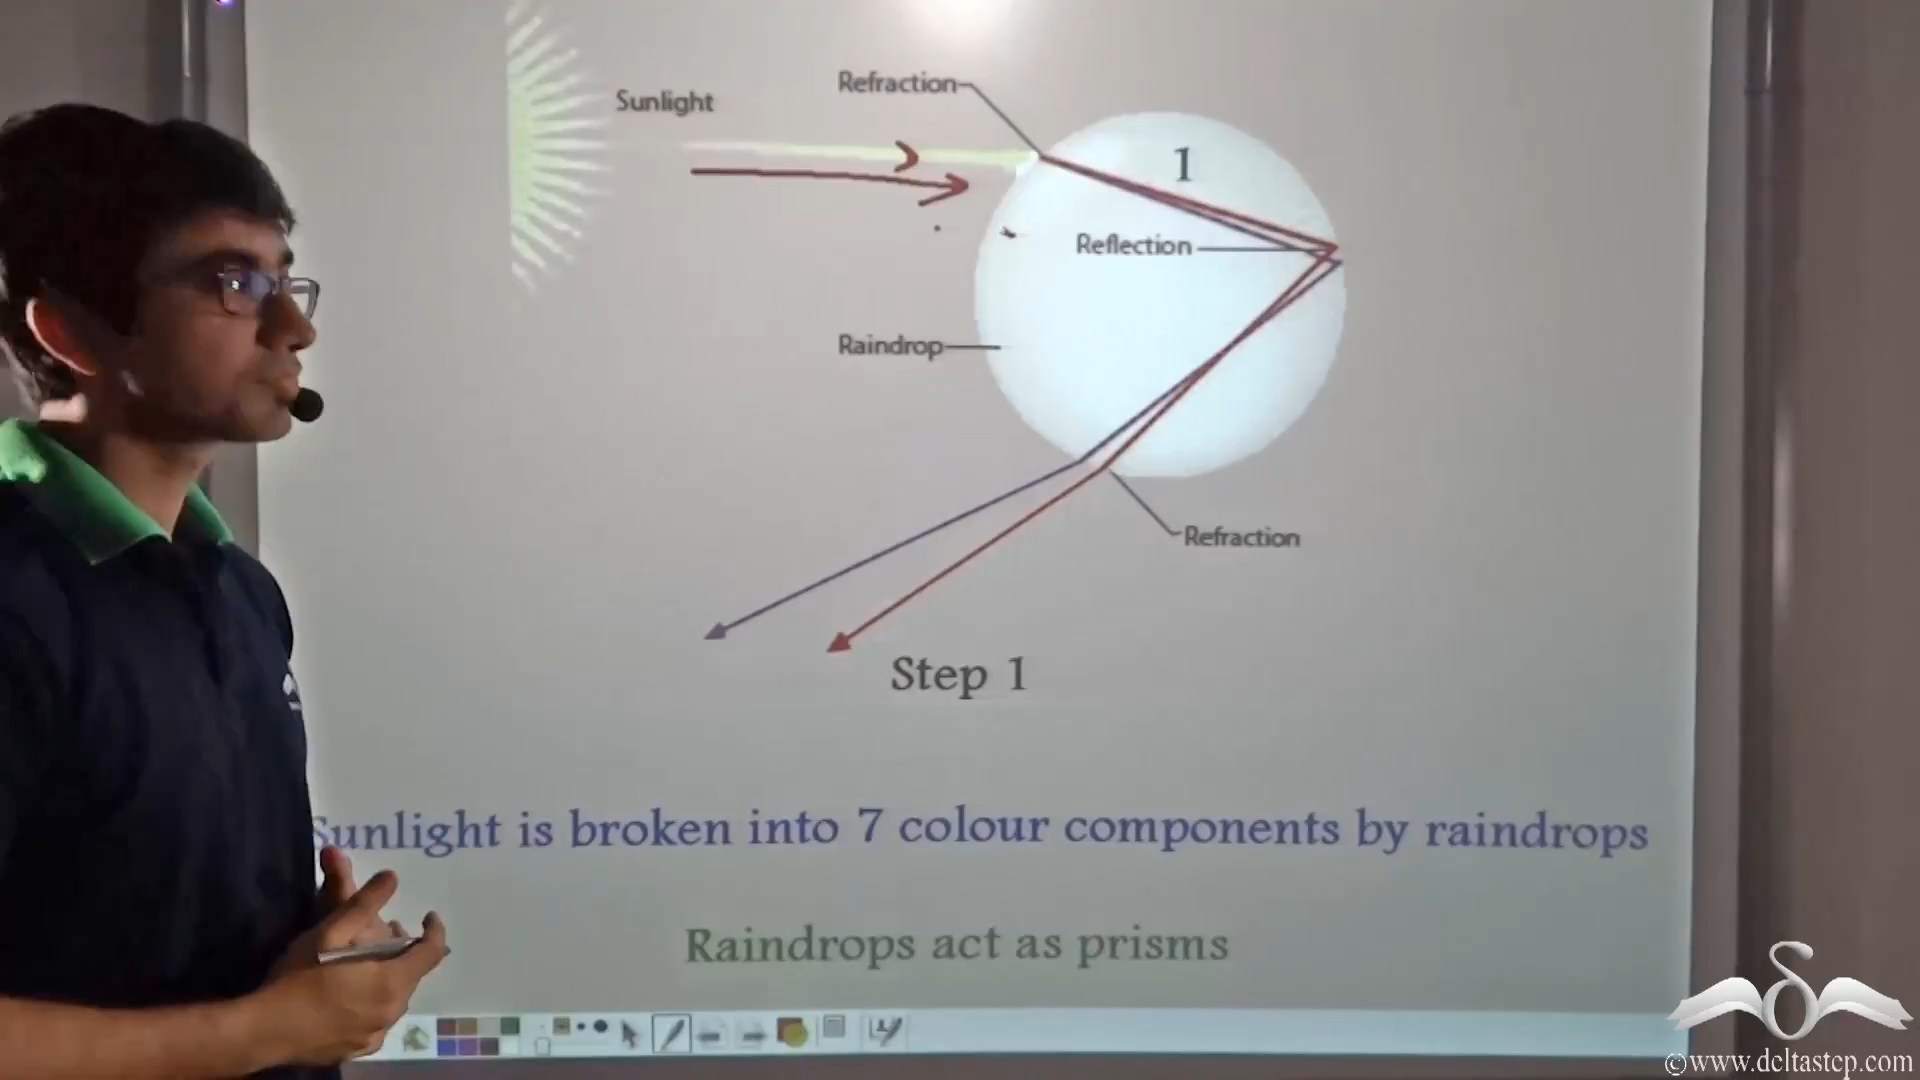 Sunlight
Refraction
1
Reflection
Raindrop
Refraction
Step 1
Sunlight is broken into 7 colour components by raindrops
Raindrops act as prisms
©www.deltastep.com